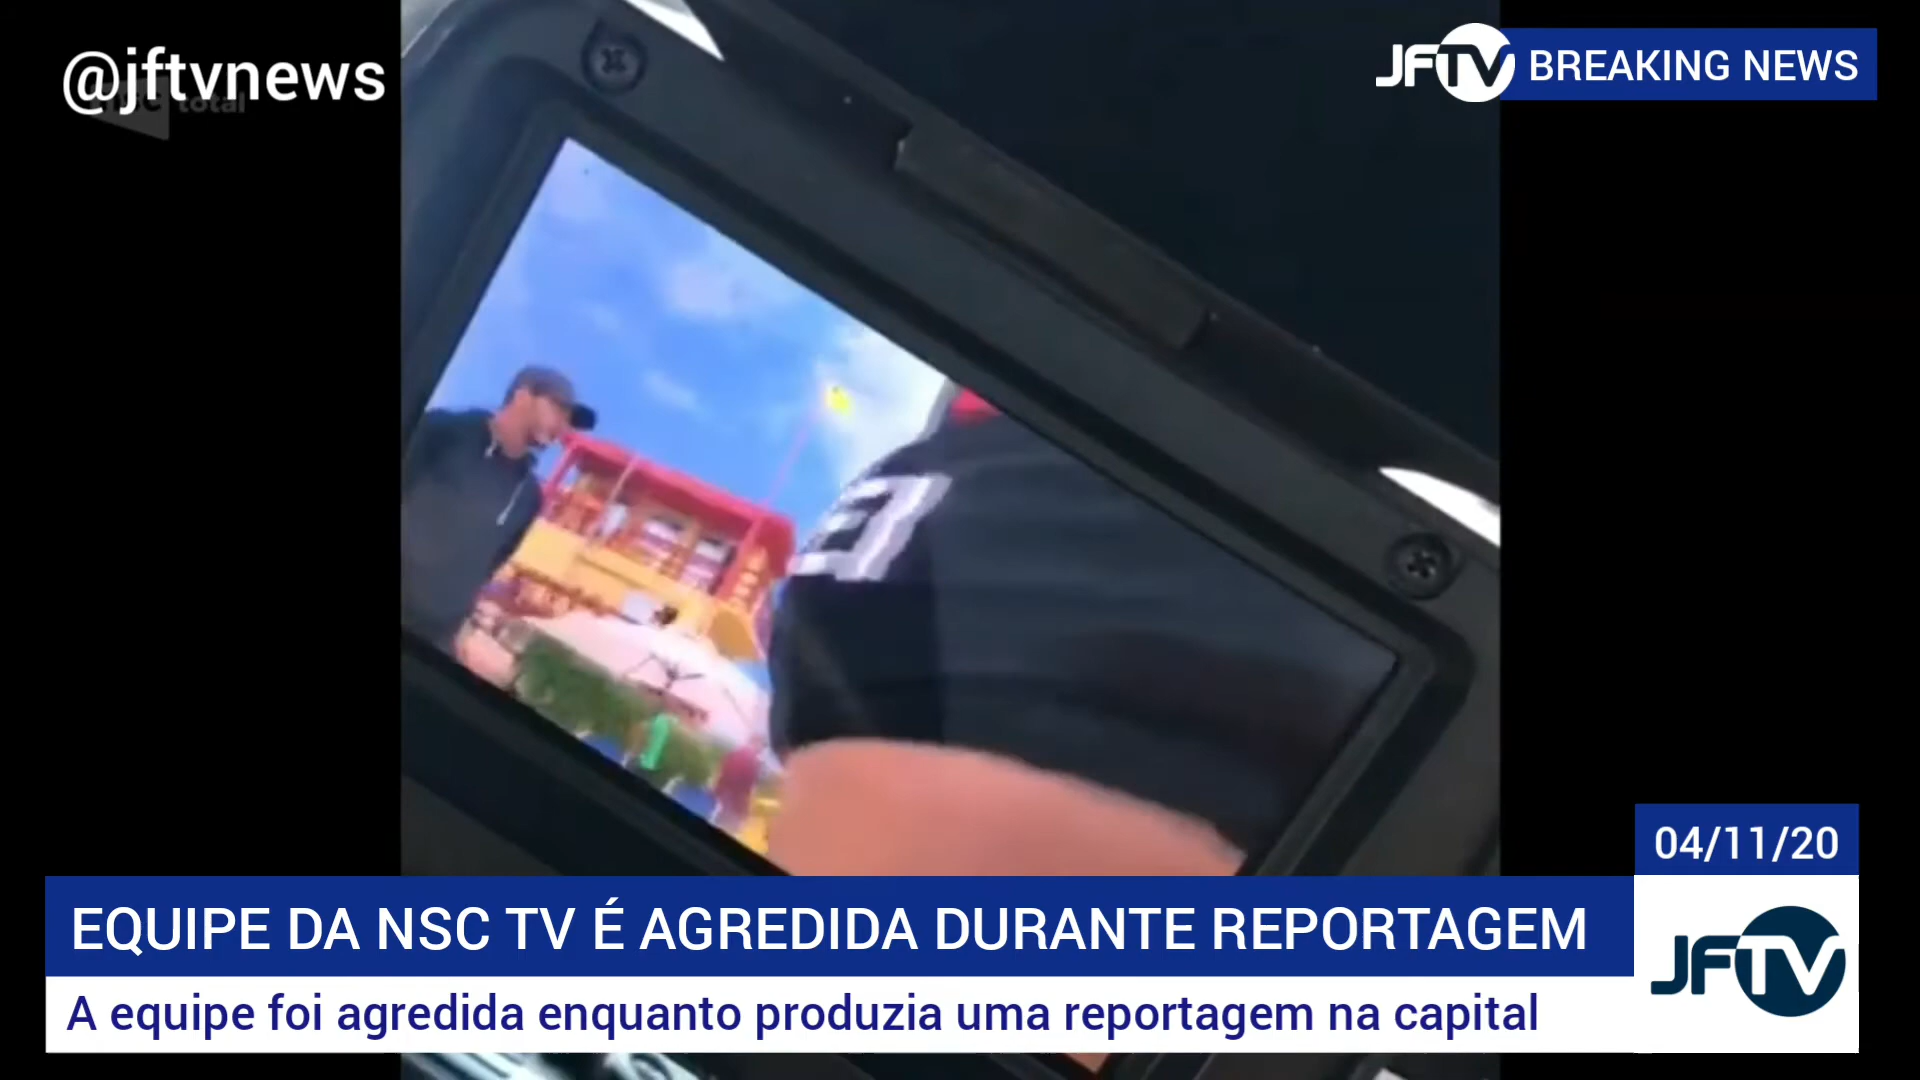 @jftvnews
total
JFTV BREAKING NEWS
04/11/20
EQUIPE DA NSC TV É AGREDIDA DURANTE REPORTAGEM
JFTV
A equipe foi agredida enquanto produzia uma reportagem na capital